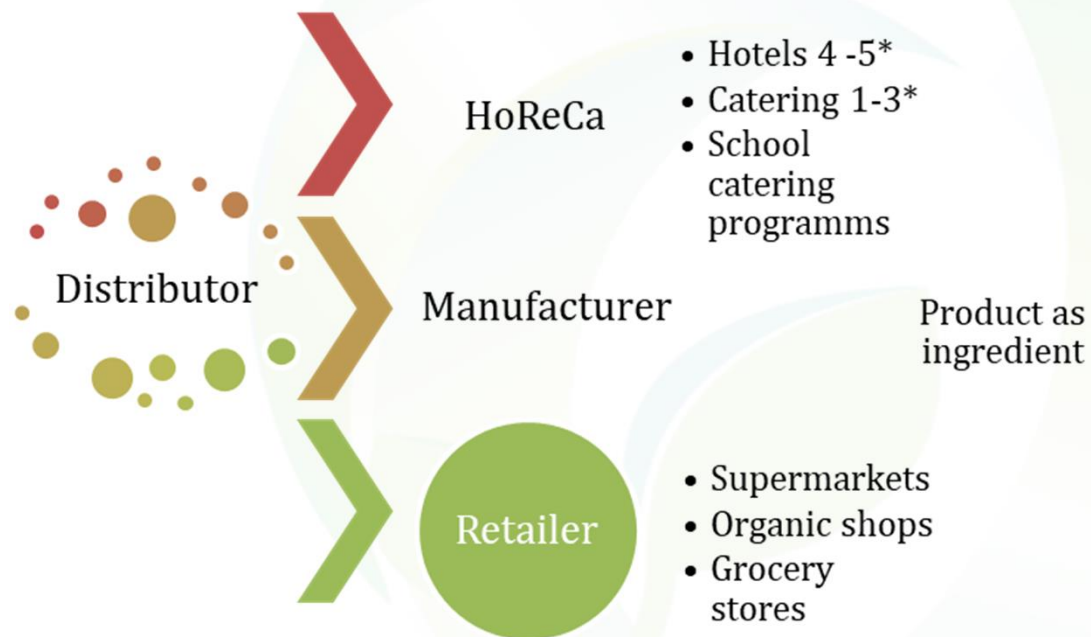 Distributor
HoReCa
• Hotels 4 -5*
• Catering 1-3*
• School
catering
programms
Manufacturer
Product as
ingredient
Retailer
• Supermarkets
• Organic shops
• Grocery
stores